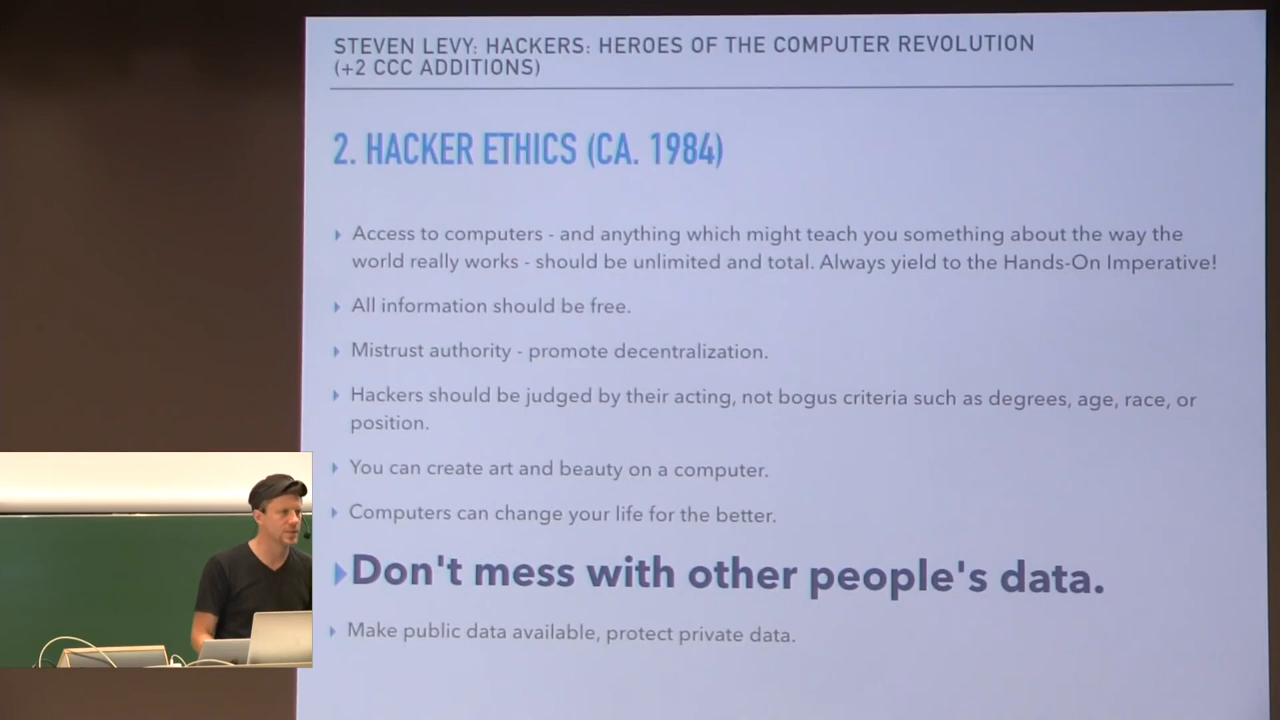 STEVEN LEVY: HACKERS: HEROES OF THE COMPUTER REVOLUTION
(+2 CCC ADDITIONS)
2. HACKER ETHICS (CA. 1984)
Access to computers - and anything which might teach you something about the way the
world really works - should be unlimited and total. Always yield to the Hands-On Imperative!
All information should be free.
Mistrust authority - promote decentralization.
Hackers should be judged by their acting, not bogus criteria such as degrees, age, race, or
position.
You can create art and beauty on a computer.
Computers can change your life for the better.
Don't mess with other people's data.
Make public data available, protect private data.